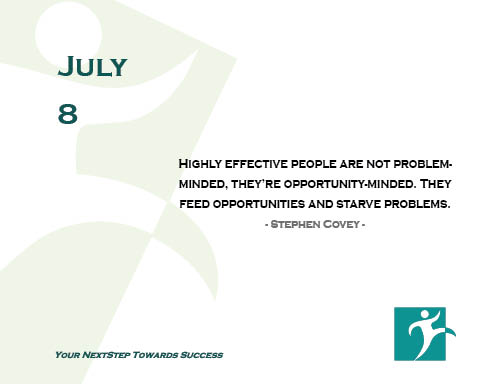 July
8
Highly effective people are not problem-
minded, they're opportunity-minded. They
feed opportunities and starve problems.
- Stephen Covey -
Your NextStep Towards Success